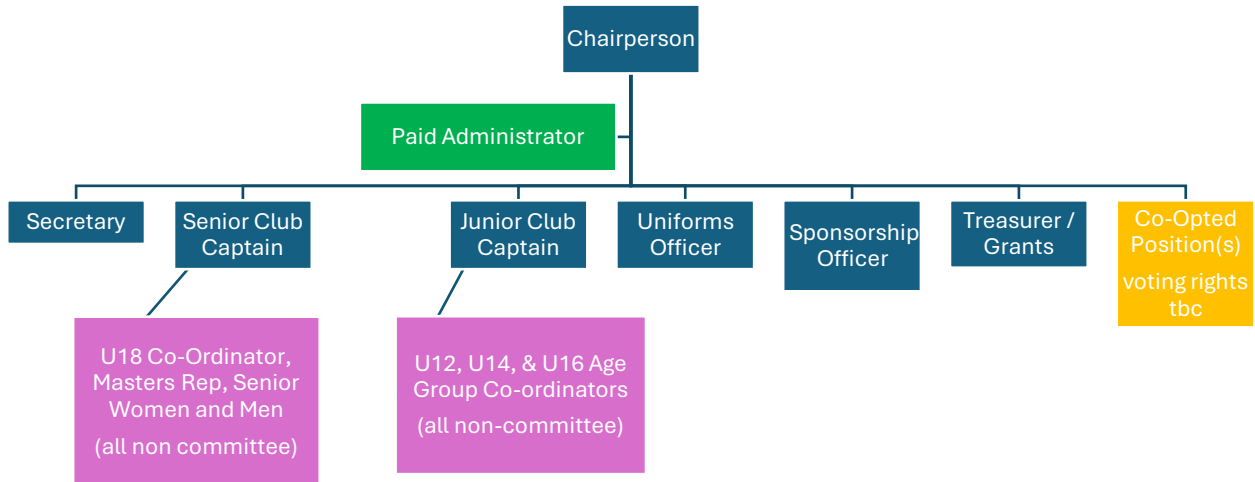 Chairperson
Paid Administrator
Secretary
Senior Club
Captain
Junior Club
Captain
Uniforms
Officer
Sponsorship
Officer
Treasurer /
Grants
Co-Opted
Position(s)
voting rights
tbc
U18 Co-Ordinator,
Masters Rep, Senior
Women and Men
(all non committee)
U12, U14, & U16 Age
Group Co-ordinators
(all non-committee)